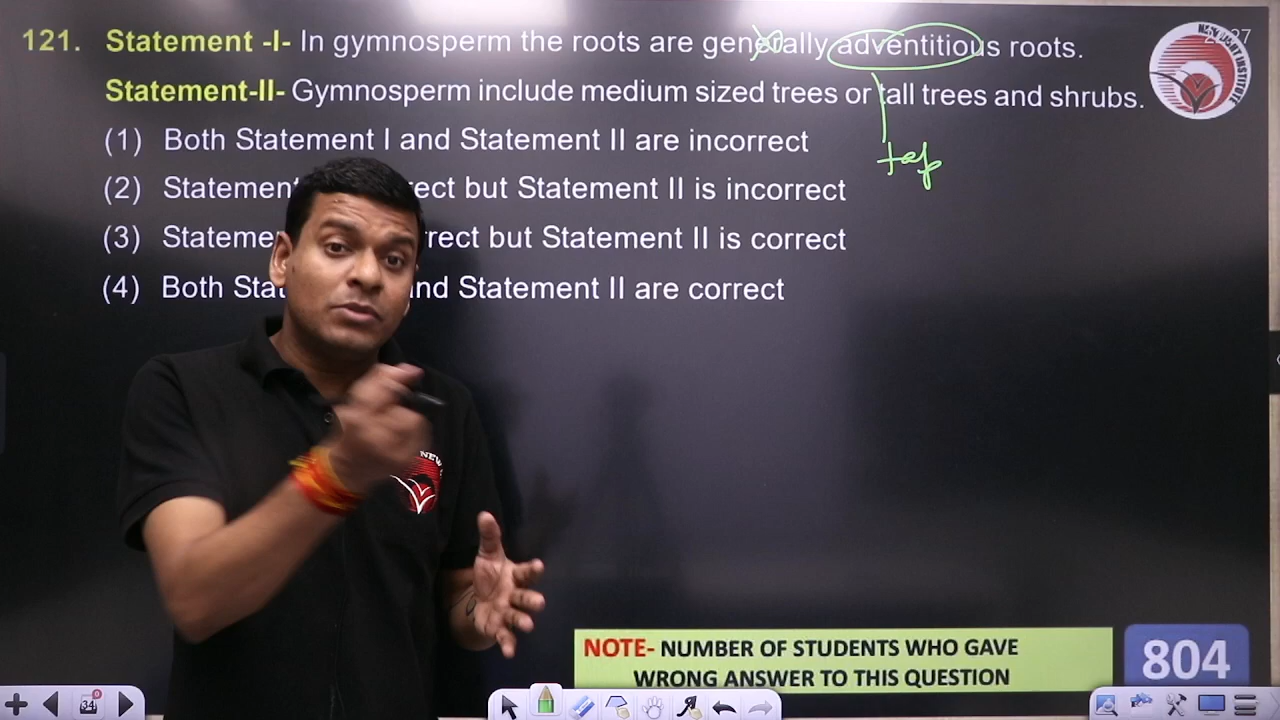 121. Statement -I- In gymnosperm the roots are generally adventitious roots.
Statement-II- Gymnosperm include medium sized trees or tall trees and shrubs.
tap
(1) Both Statement I and Statement II are incorrect
(2) Statement rect but Statement II is incorrect
(3) Stateme rrect but Statement II is correct
(4) Both Stat nd Statement II are correct
NOTE- NUMBER OF STUDENTS WHO GAVE
WRONG ANSWER TO THIS QUESTION
804
34